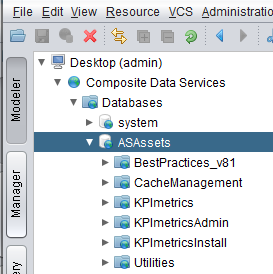 File Edit View Resource VCS Administratio
Modeler
Manager
Desktop (admin)
Composite Data Services
Databases
system
ASAssets
BestPractices_v81
CacheManagement
KPImetrics
KPImetricsAdmin
KPImetricsInstall
Utilities